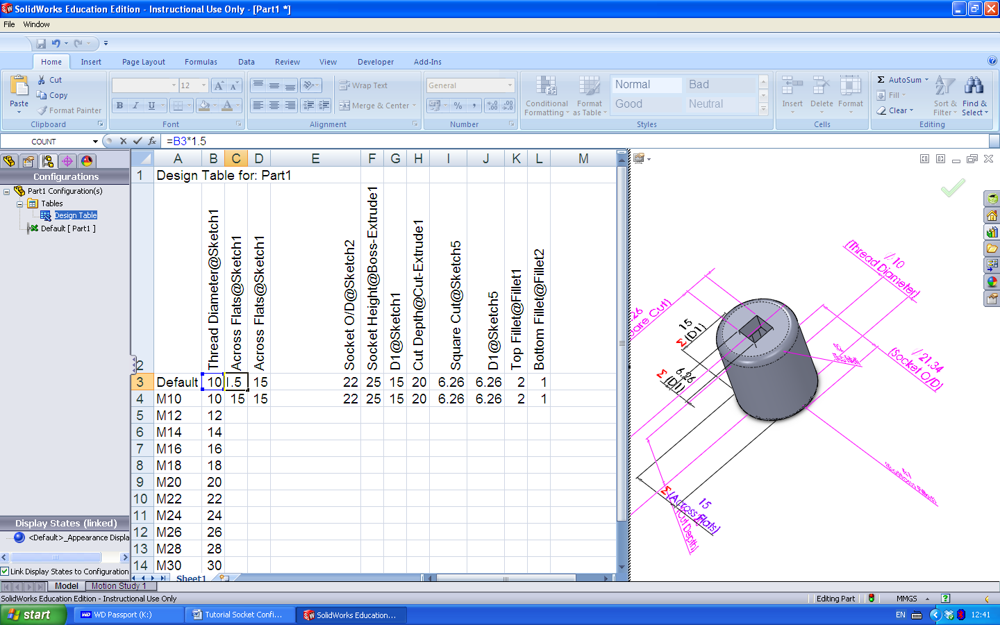 SolidWorks Education Edition - Instructional Use Only - [Part1 *]
File Window
Home Insert Page Layout Formulas Data Review View Developer Add-Ins
Paste Cut Copy Format Painter Clipboard
12 B I U Font
Wrap Text Merge & Center Alignment
General % , Number
Conditional Formatting Format as Table Normal Bad Good Neutral Styles
Insert Delete Format Cells
Σ AutoSum Fill Clear Sort & Filter Find & Select Editing
COUNT fx =B3*1.5
Configurations
Part1 Configuration(s)
Tables
Design Table
Default [ Part1 ]
Display States (linked)
<Default>_Appearance Displa
Link Display States to Configuration
A B C D E F G H I J K L M
1 Design Table for: Part1
2 Thread Diameter@Sketch1 Across Flats@Sketch1 Across Flats@Sketch1 Socket O/D@Sketch2 Socket Height@Boss-Extrude1 D1@Sketch1 Cut Depth@Cut-Extrude1 Square Cut@Sketch5 D1@Sketch5 Top Fillet@Fillet1 Bottom Fillet@Fillet2
3 Default 10 1.5 15 22 25 15 20 6.26 6.26 2 1
4 M10 10 15 15 22 25 15 20 6.26 6.26 2 1
5 M12 12
6 M14 14
7 M16 16
8 M18 18
9 M20 20
10 M22 22
11 M24 24
12 M26 26
13 M28 28
14 M30 30
Sheet1
10
(Thread Diameter)
.26
(Square Cut)
15
Σ(D1)
6.26
Σ(D1)
21.34
(Socket O/D)
15
Σ(Across Flats)
(Cut Depth)
Model Motion Study 1
SolidWorks Education Edition - Instructional Use Only
Editing Part MMGS ?
start WD Passport (K:) Tutorial Socket Confi... SolidWorks Education... EN 12:41